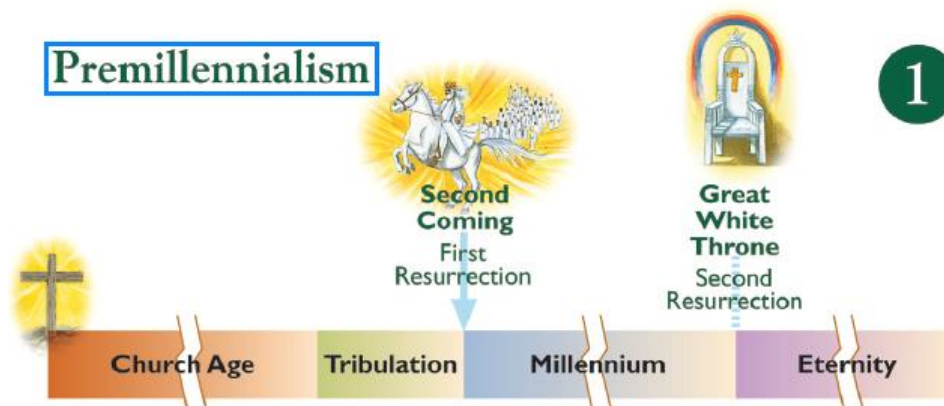 Premillennialism
1
Second
Coming
First
Resurrection
Great
White
Throne
Second
Resurrection
Church Age
Tribulation
Millennium
Eternity